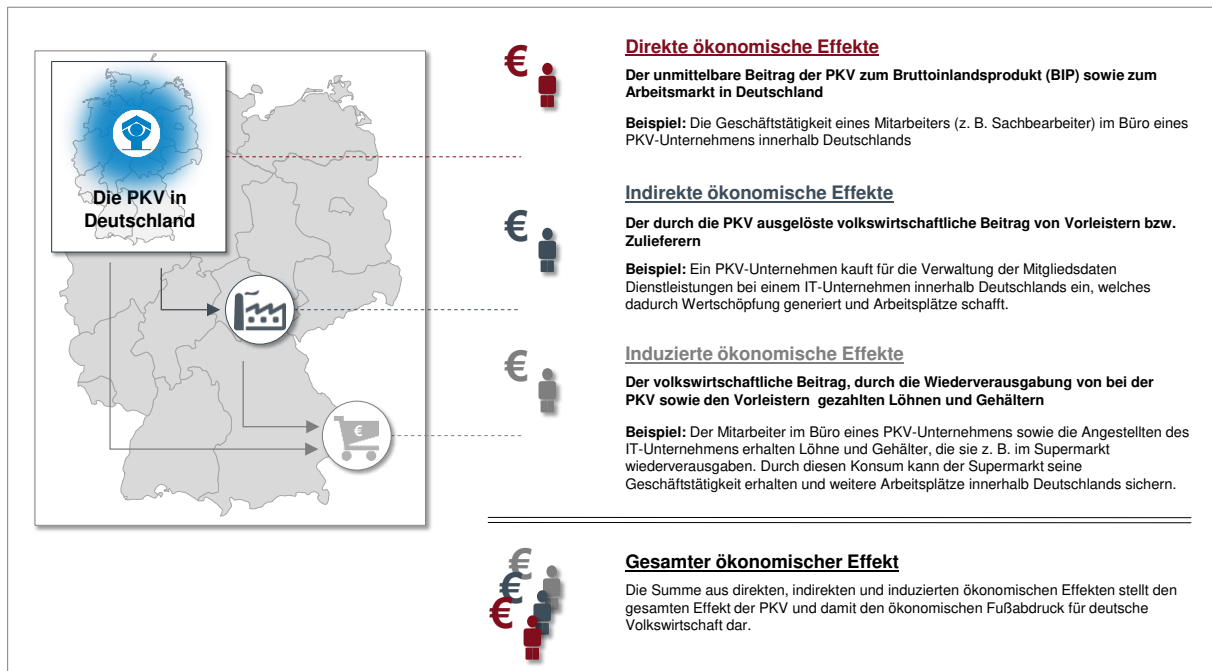 Die PKV in
Deutschland
€
Direkte ökonomische Effekte
Der unmittelbare Beitrag der PKV zum Bruttoinlandsprodukt (BIP) sowie zum
Arbeitsmarkt in Deutschland
Beispiel: Die Geschäftstätigkeit eines Mitarbeiters (z. B. Sachbearbeiter) im Büro eines
PKV-Unternehmens innerhalb Deutschlands
€
Indirekte ökonomische Effekte
Der durch die PKV ausgelöste volkswirtschaftliche Beitrag von Vorleistern bzw.
Zulieferern
Beispiel: Ein PKV-Unternehmen kauft für die Verwaltung der Mitgliedsdaten
Dienstleistungen bei einem IT-Unternehmen innerhalb Deutschlands ein, welches
dadurch Wertschöpfung generiert und Arbeitsplätze schafft.
€
Induzierte ökonomische Effekte
Der volkswirtschaftliche Beitrag, durch die Wiederverausgabung von bei der
PKV sowie den Vorleistern gezahlten Löhnen und Gehältern
€
Beispiel: Der Mitarbeiter im Büro eines PKV-Unternehmens sowie die Angestellten des
IT-Unternehmens erhalten Löhne und Gehälter, die sie z. B. im Supermarkt
wiederverausgaben. Durch diesen Konsum kann der Supermarkt seine
Geschäftstätigkeit erhalten und weitere Arbeitsplätze innerhalb Deutschlands sichern.
€
€
€
Gesamter ökonomischer Effekt
Die Summe aus direkten, indirekten und induzierten ökonomischen Effekten stellt den
gesamten Effekt der PKV und damit den ökonomischen Fußabdruck für deutsche
Volkswirtschaft dar.